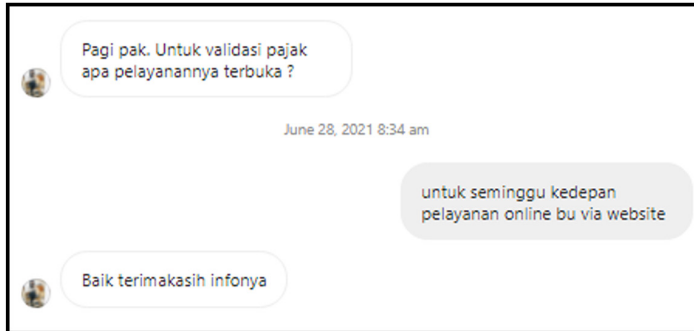 Pagi pak. Untuk validasi pajak
apa pelayanannya terbuka ?
June 28, 2021 8:34 am
untuk seminggu kedepan
pelayanan online bu via website
Baik terimakasih infonya